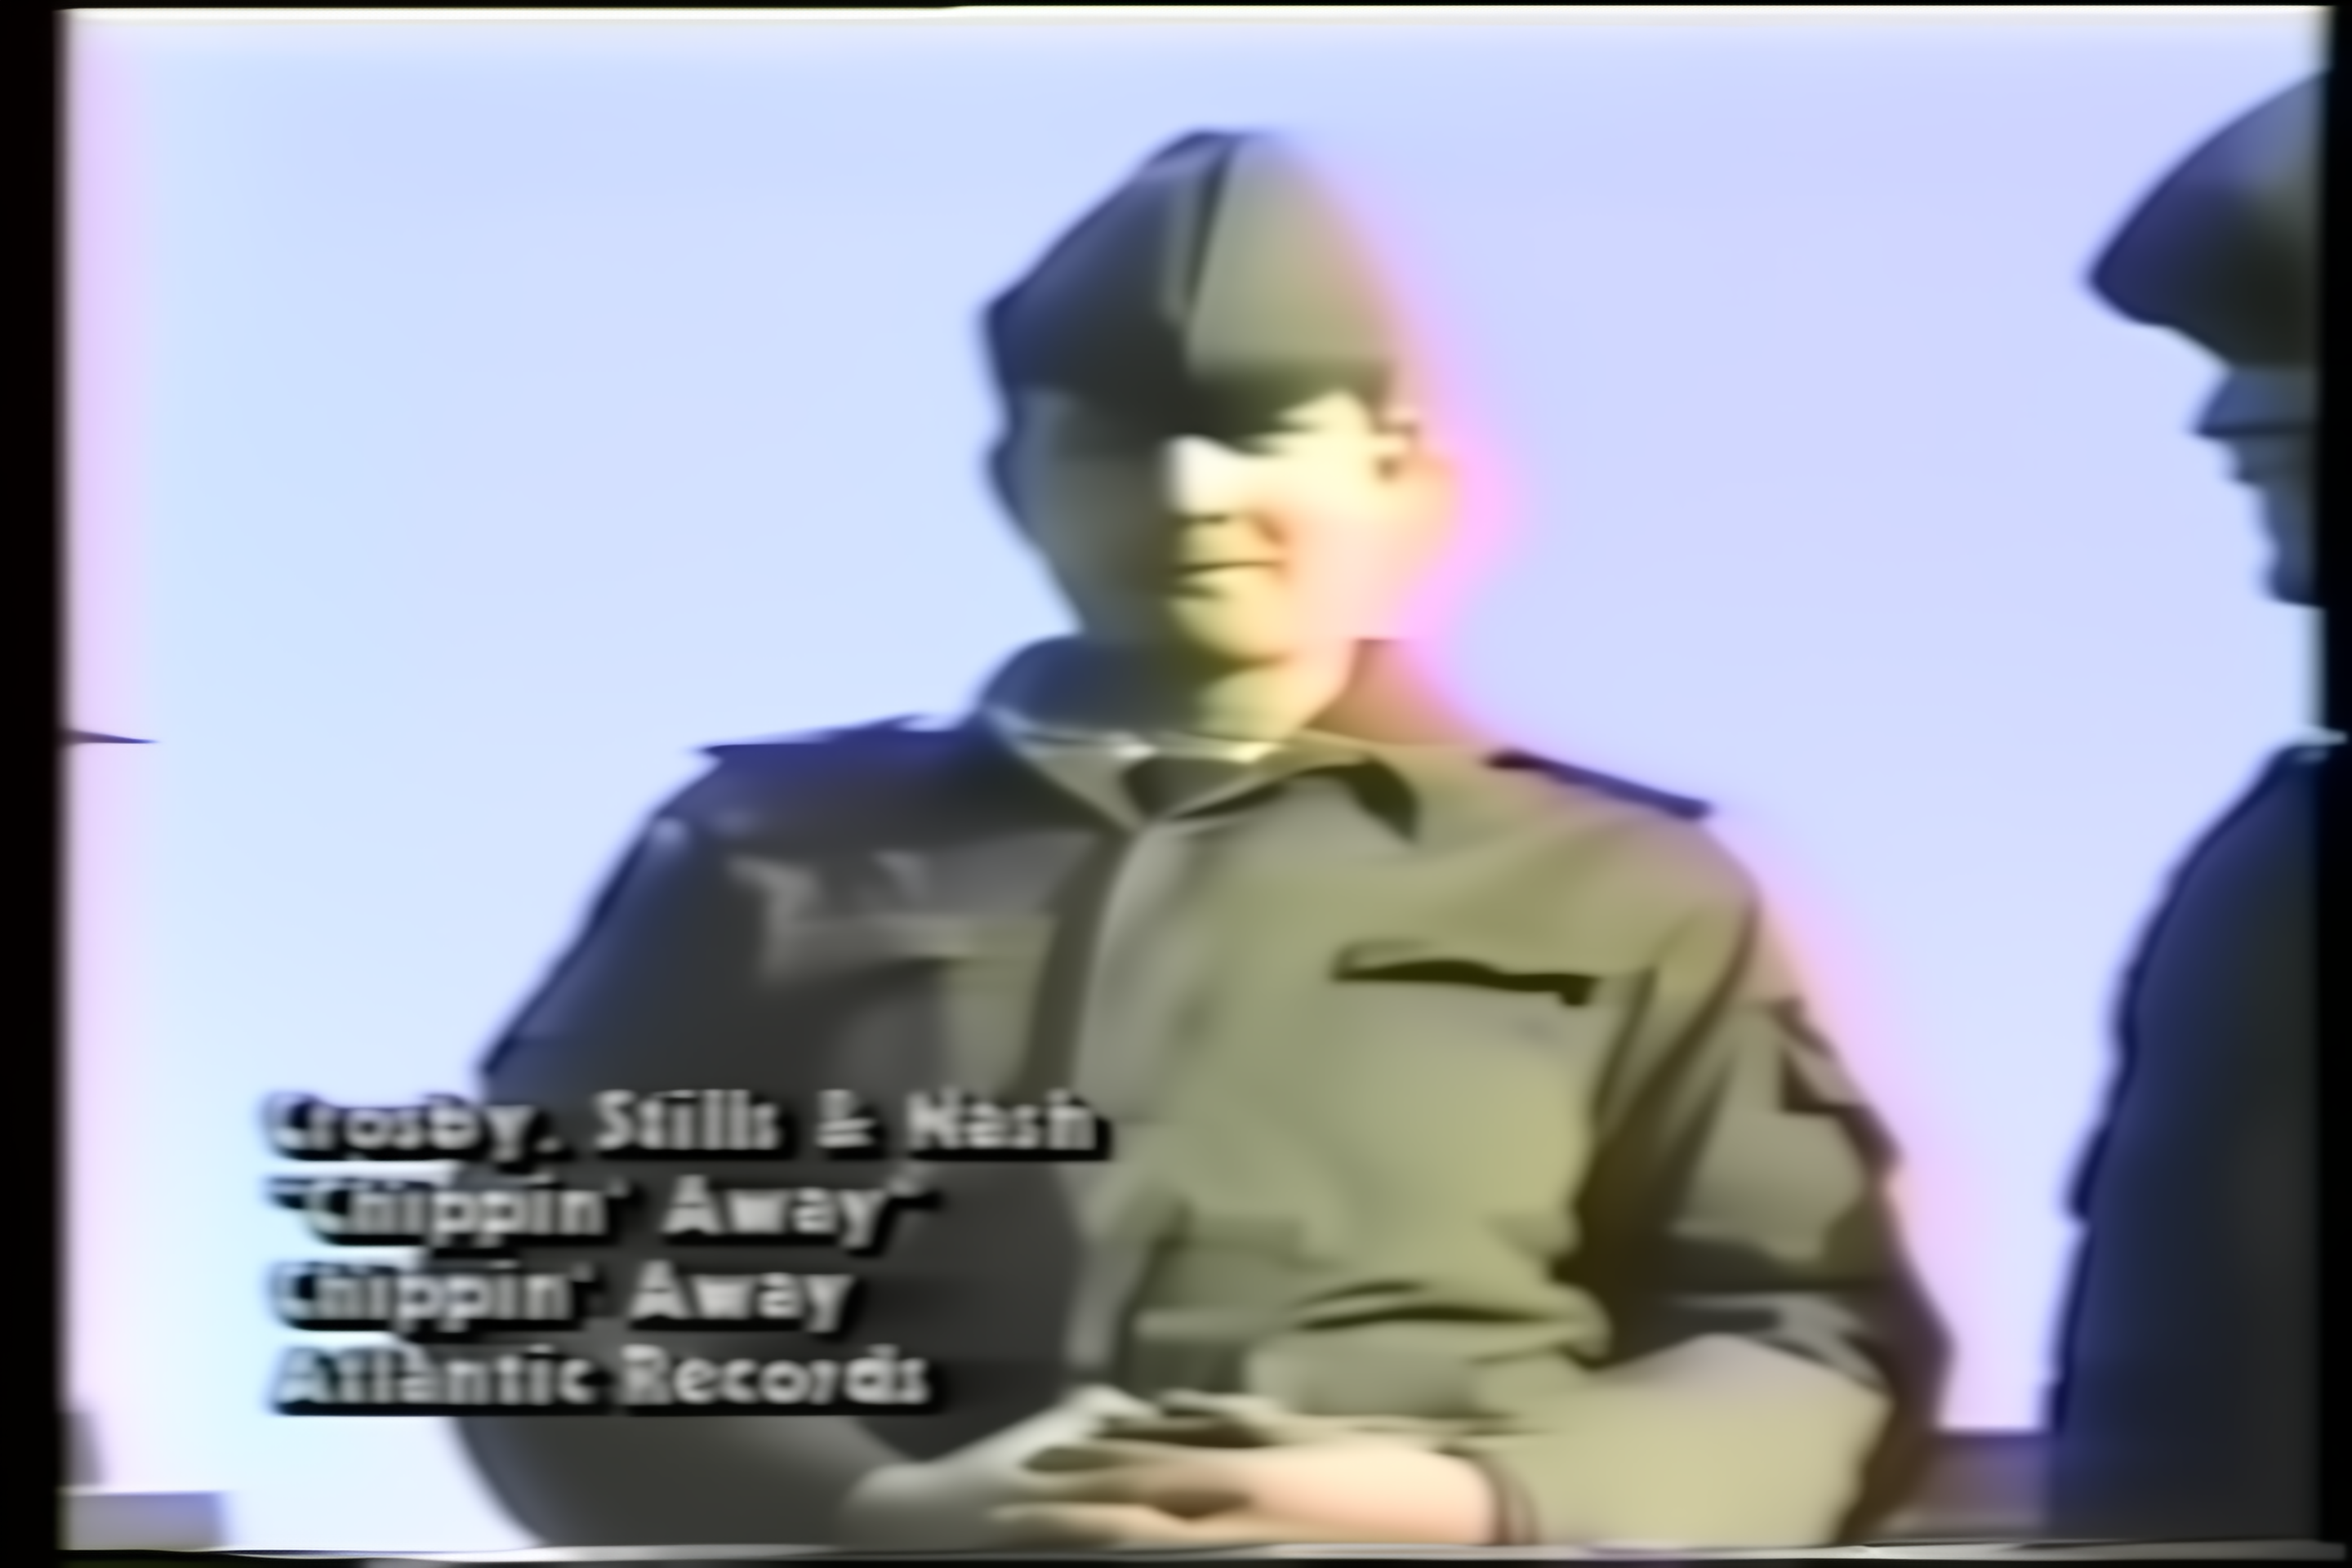 Crosby, Stills & Nash
"Chippin' Away"
Chippin' Away
Atlantic Records